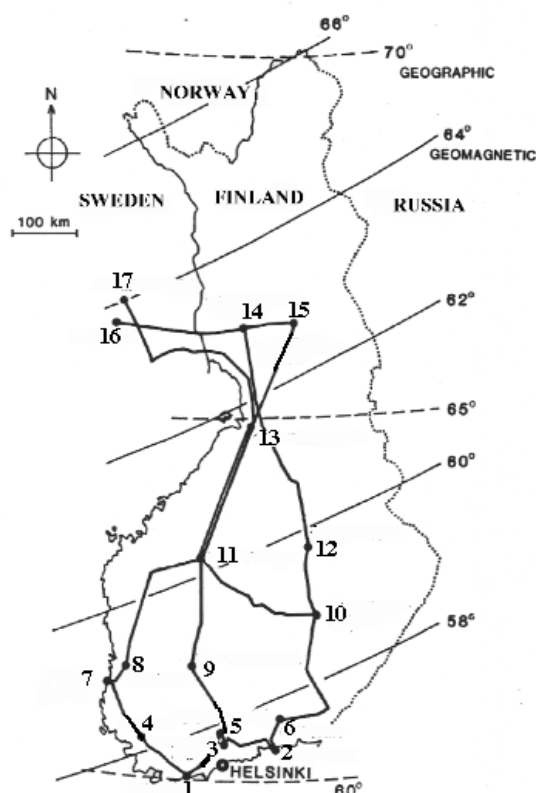 66°
70°
GEOGRAPHIC
N
NORWAY
64°
GEOMAGNETIC
SWEDEN
FINLAND
RUSSIA
100 km
17
16
14
15
62°
13
65°
60°
11
12
10
58°
7
8
9
4
5
6
3
2
HELSINKI
1
60°